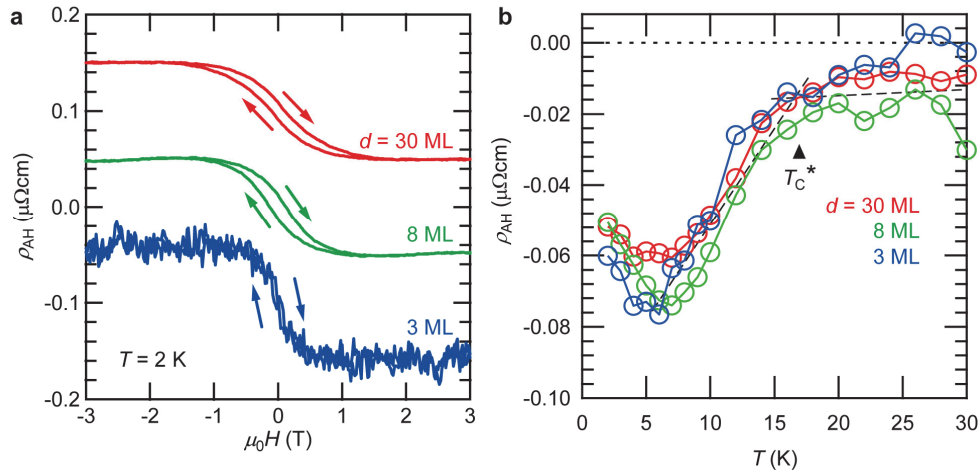 a
ρAH (μΩcm)
0.2
0.1
0.0
-0.1
-0.2
d = 30 ML
8 ML
3 ML
T = 2 K
-3
-2
-1
0
1
2
3
μ0H (T)
b
ρAH (μΩcm)
0.00
-0.02
-0.04
-0.06
-0.08
-0.10
TC*
d = 30 ML
8 ML
3 ML
0
5
10
15
20
25
30
T (K)